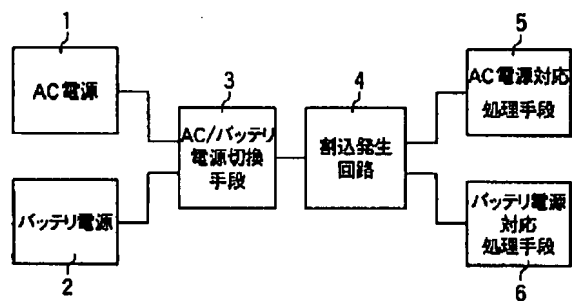 1
AC電源
バッテリ電源
2
3
AC/バッテリ
電源切換
手段
4
割込発生
回路
5
AC電源対応
処理手段
バッテリ電源
対応
処理手段
6